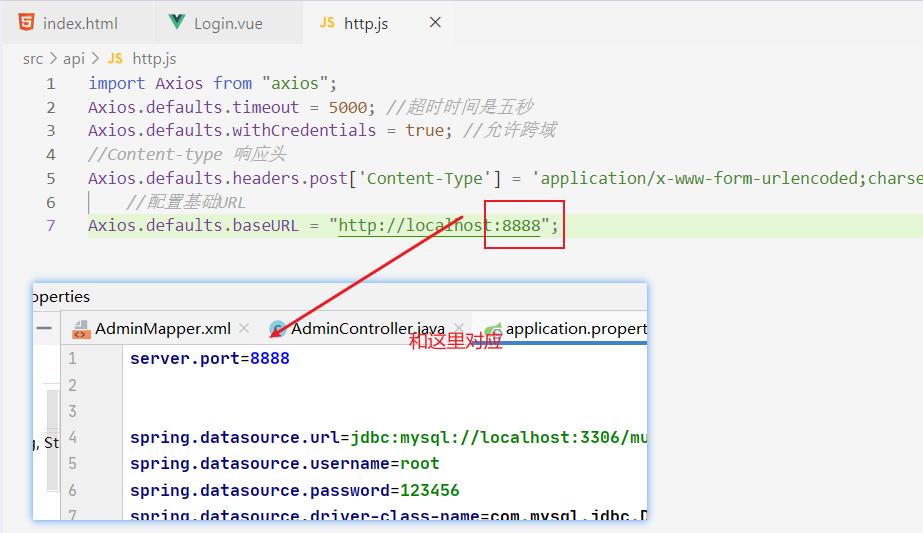 index.html
Login.vue
JS http.js
src > api > JS http.js
1 import Axios from "axios";
2 Axios.defaults.timeout = 5000; //超时时间是五秒
3 Axios.defaults.withCredentials = true; //允许跨域
4 //Content-type 响应头
5 Axios.defaults.headers.post['Content-Type'] = 'application/x-www-form-urlencoded;charse
6 //配置基础URL
7 Axios.defaults.baseURL = "http://localhost:8888";
operties
AdminMapper.xml
AdminController.java
application.propert
和这里对应
1 server.port=8888
2
3
4 spring.datasource.url=jdbc:mysql://localhost:3306/mu
g, St
5 spring.datasource.username=root
6 spring.datasource.password=123456
7 spring.datasource.driver-class-name=com.mysql.jdbc.D